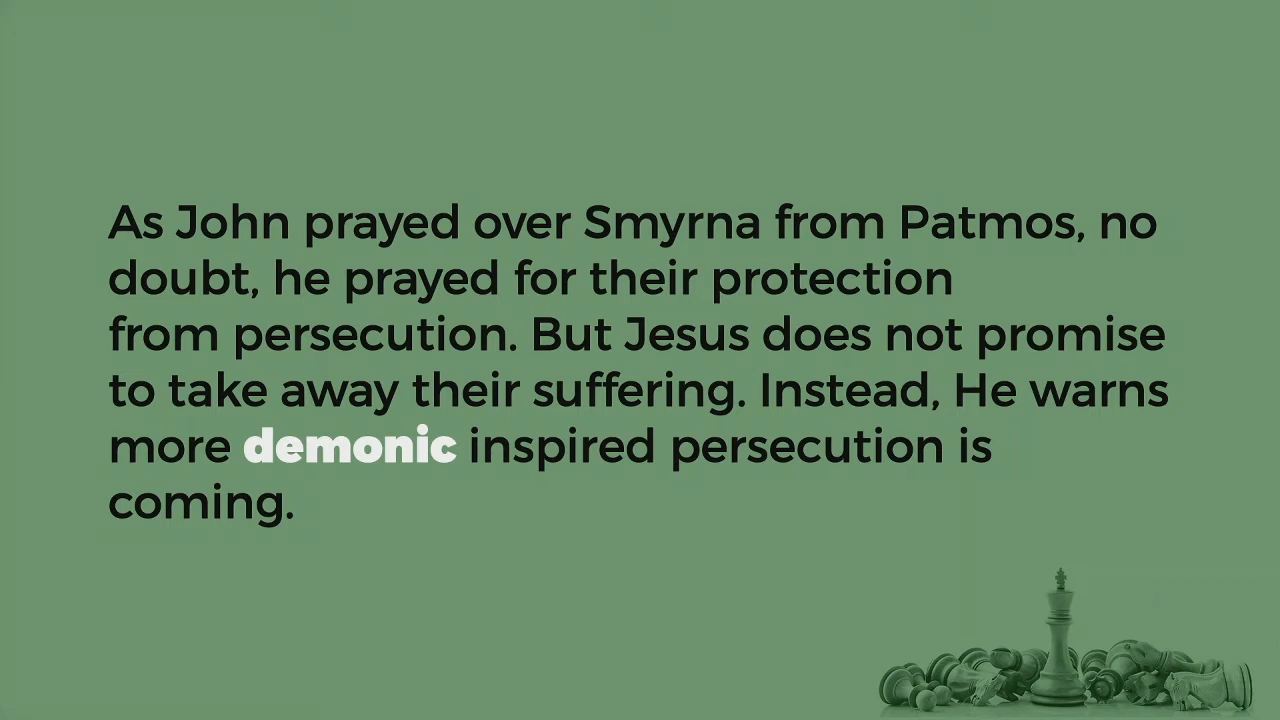 As John prayed over Smyrna from Patmos, no
doubt, he prayed for their protection
from persecution. But Jesus does not promise
to take away their suffering. Instead, He warns
more demonic inspired persecution is
coming.